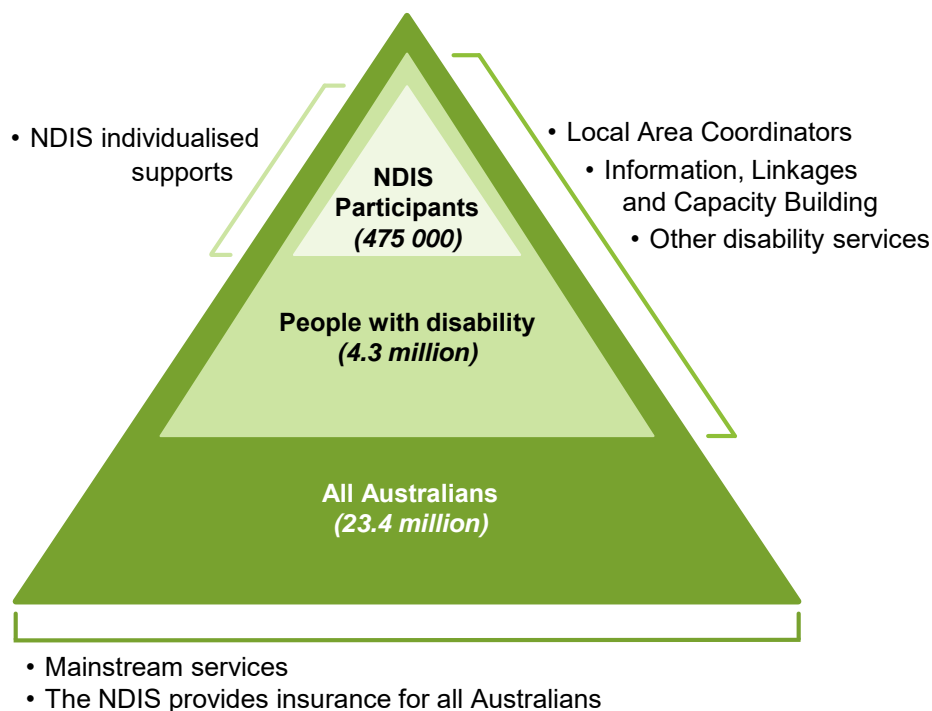 • NDIS individualised
supports
• Local Area Coordinators
• Information, Linkages
and Capacity Building
• Other disability services
NDIS
Participants
(475 000)
People with disability
(4.3 million)
All Australians
(23.4 million)
• Mainstream services
• The NDIS provides insurance for all Australians